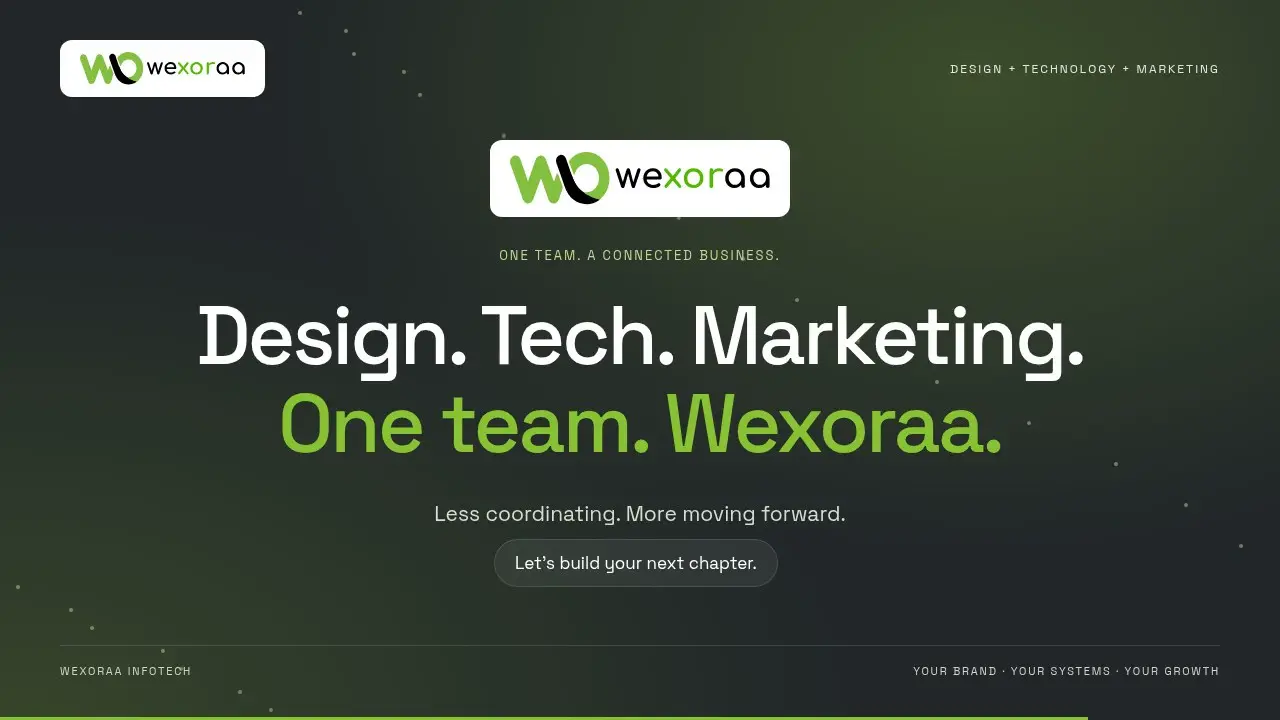 wexoraa
DESIGN + TECHNOLOGY + MARKETING
wexoraa
ONE TEAM. A CONNECTED BUSINESS.
Design. Tech. Marketing.
One team. Wexoraa.
Less coordinating. More moving forward.
Let's build your next chapter.
WEXORAA INFOTECH
YOUR BRAND · YOUR SYSTEMS · YOUR GROWTH